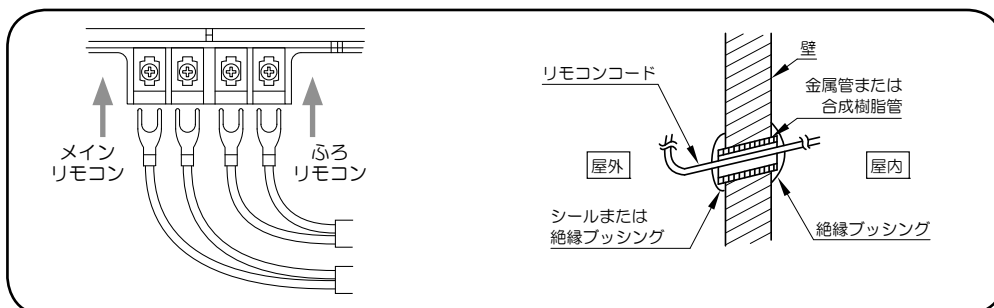 メイン
リモコン
ふろ
リモコン
リモコンコード
壁
金属管または
合成樹脂管
屋外
屋内
シールまたは
絶縁ブッシング
絶縁ブッシング